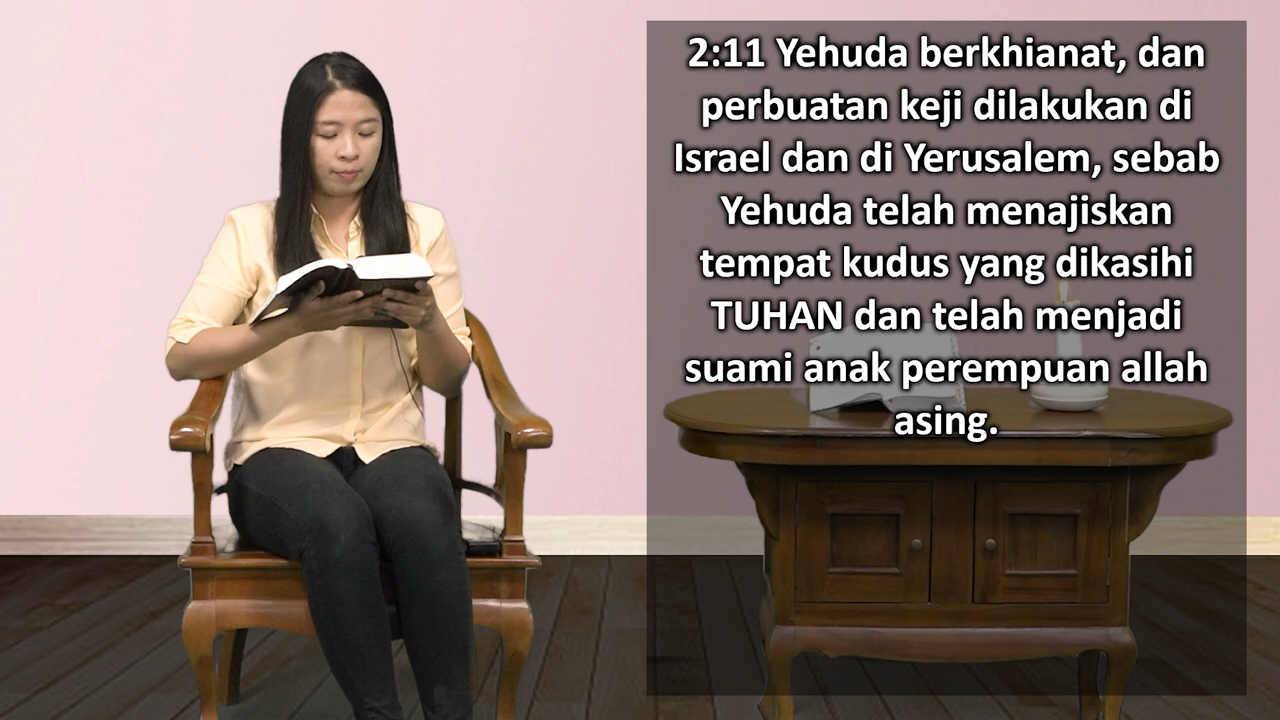 2:11 Yehuda berkhianat, dan
perbuatan keji dilakukan di
Israel dan di Yerusalem, sebab
Yehuda telah menajiskan
tempat kudus yang dikasihi
TUHAN dan telah menjadi
suami anak perempuan allah
asing.